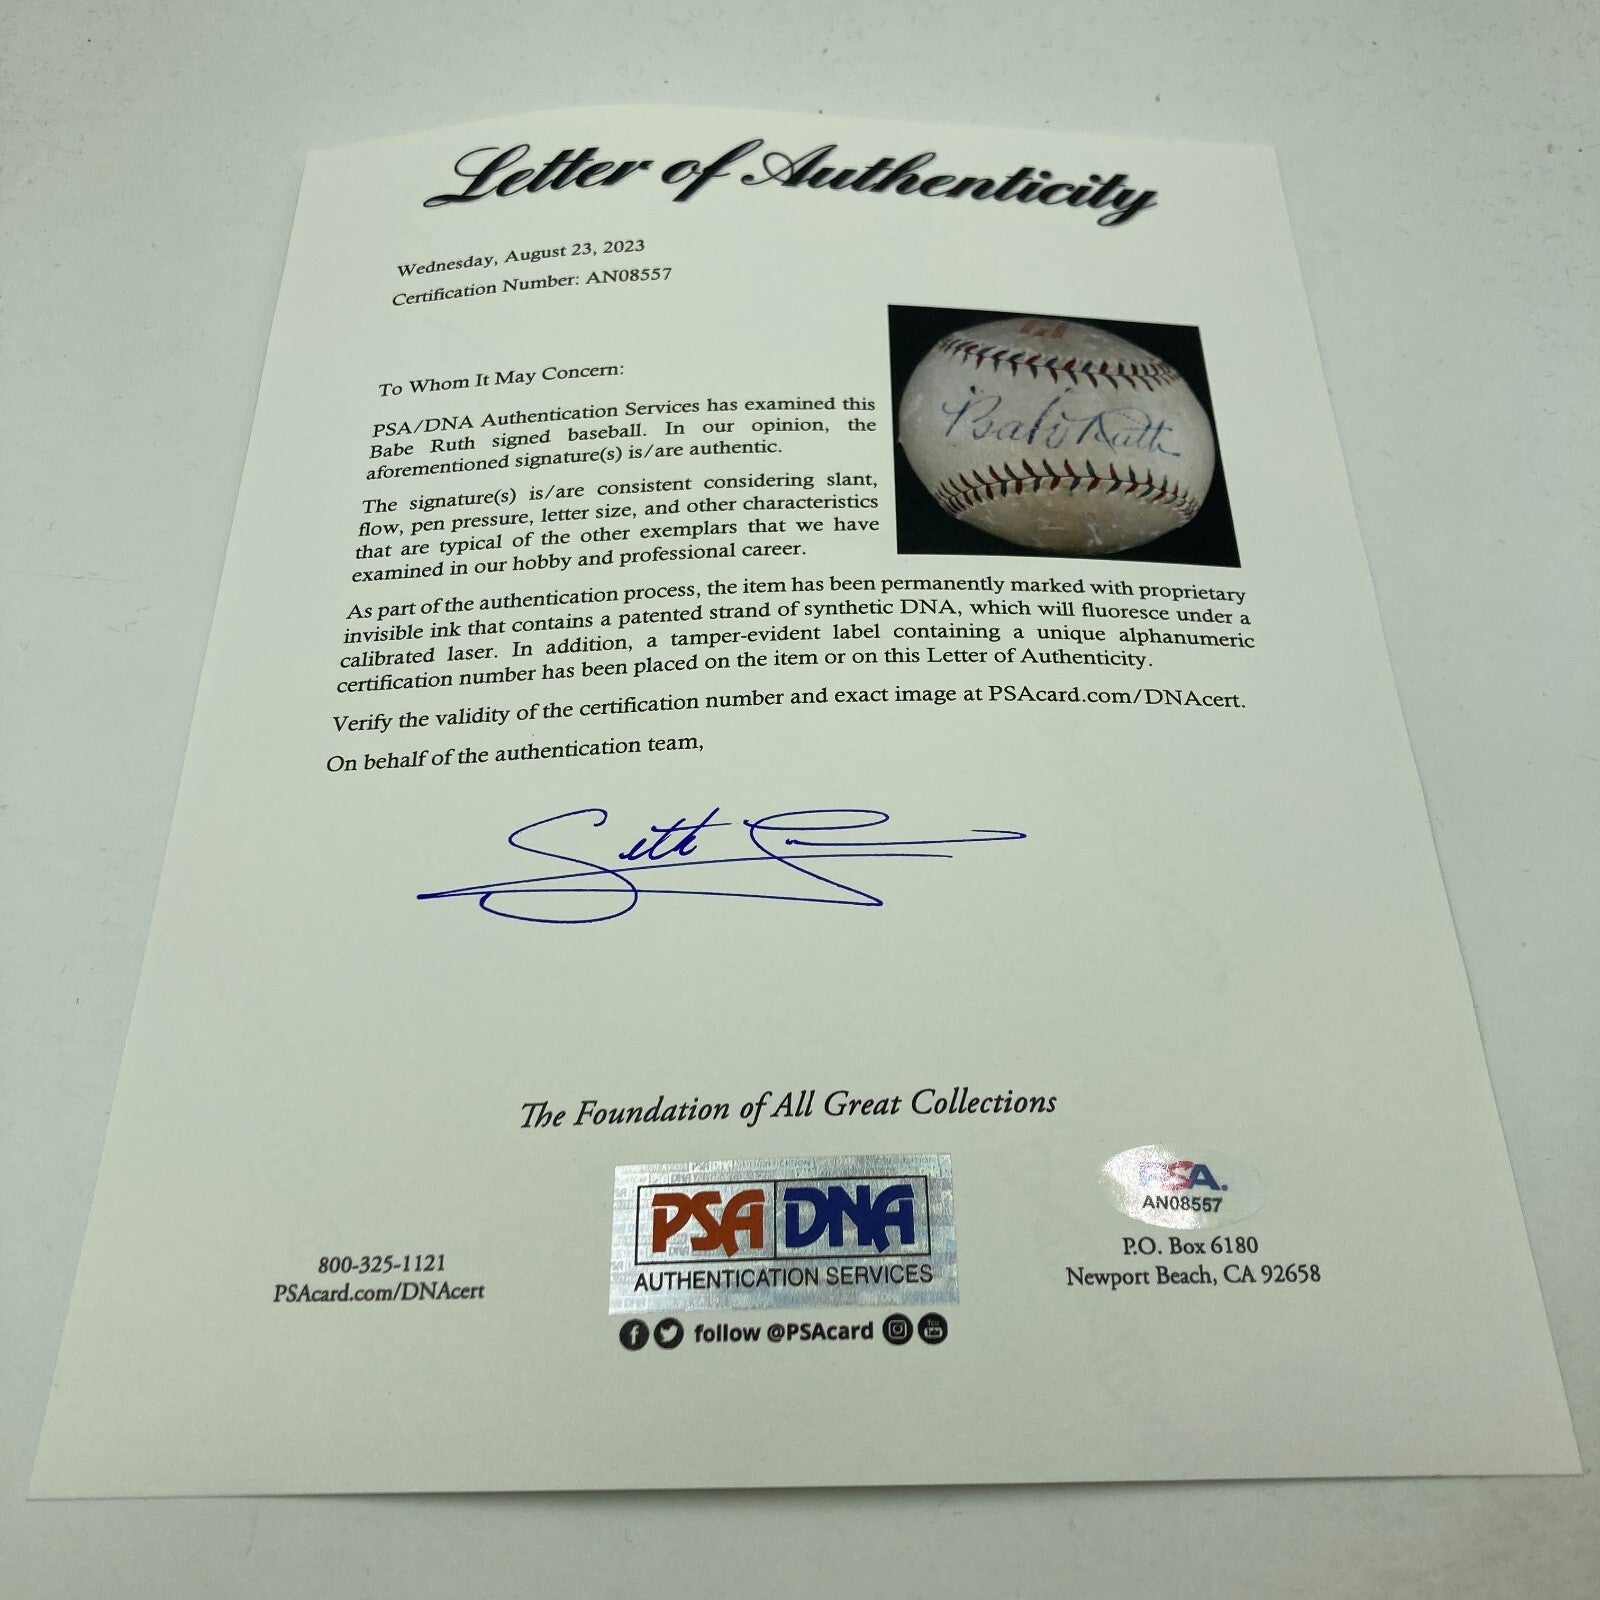 Letter of Authenticity
Wednesday, August 23, 2023
Certification Number: AN08557
To Whom It May Concern:
PSA/DNA Authentication Services has examined this
Babe Ruth signed baseball. In our opinion, the
aforementioned signature(s) is/are authentic.
The signature(s) is/are consistent considering slant,
flow, pen pressure, letter size, and other characteristics
that are typical of the other exemplars that we have
examined in our hobby and professional career.
Babe Ruth
As part of the authentication process, the item has been permanently marked with proprietary
invisible ink that contains a patented strand of synthetic DNA, which will fluoresce under a
calibrated laser. In addition, a tamper-evident label containing a unique alphanumeric
certification number has been placed on the item or on this Letter of Authenticity.
Verify the validity of the certification number and exact image at PSAcard.com/DNAcert.
On behalf of the authentication team,
Seth
The Foundation of All Great Collections
800-325-1121
PSAcard.com/DNAcert
PSA DNA
AUTHENTICATION SERVICES
follow @PSAcard
PSA.
AN08557
P.O. Box 6180
Newport Beach, CA 92658